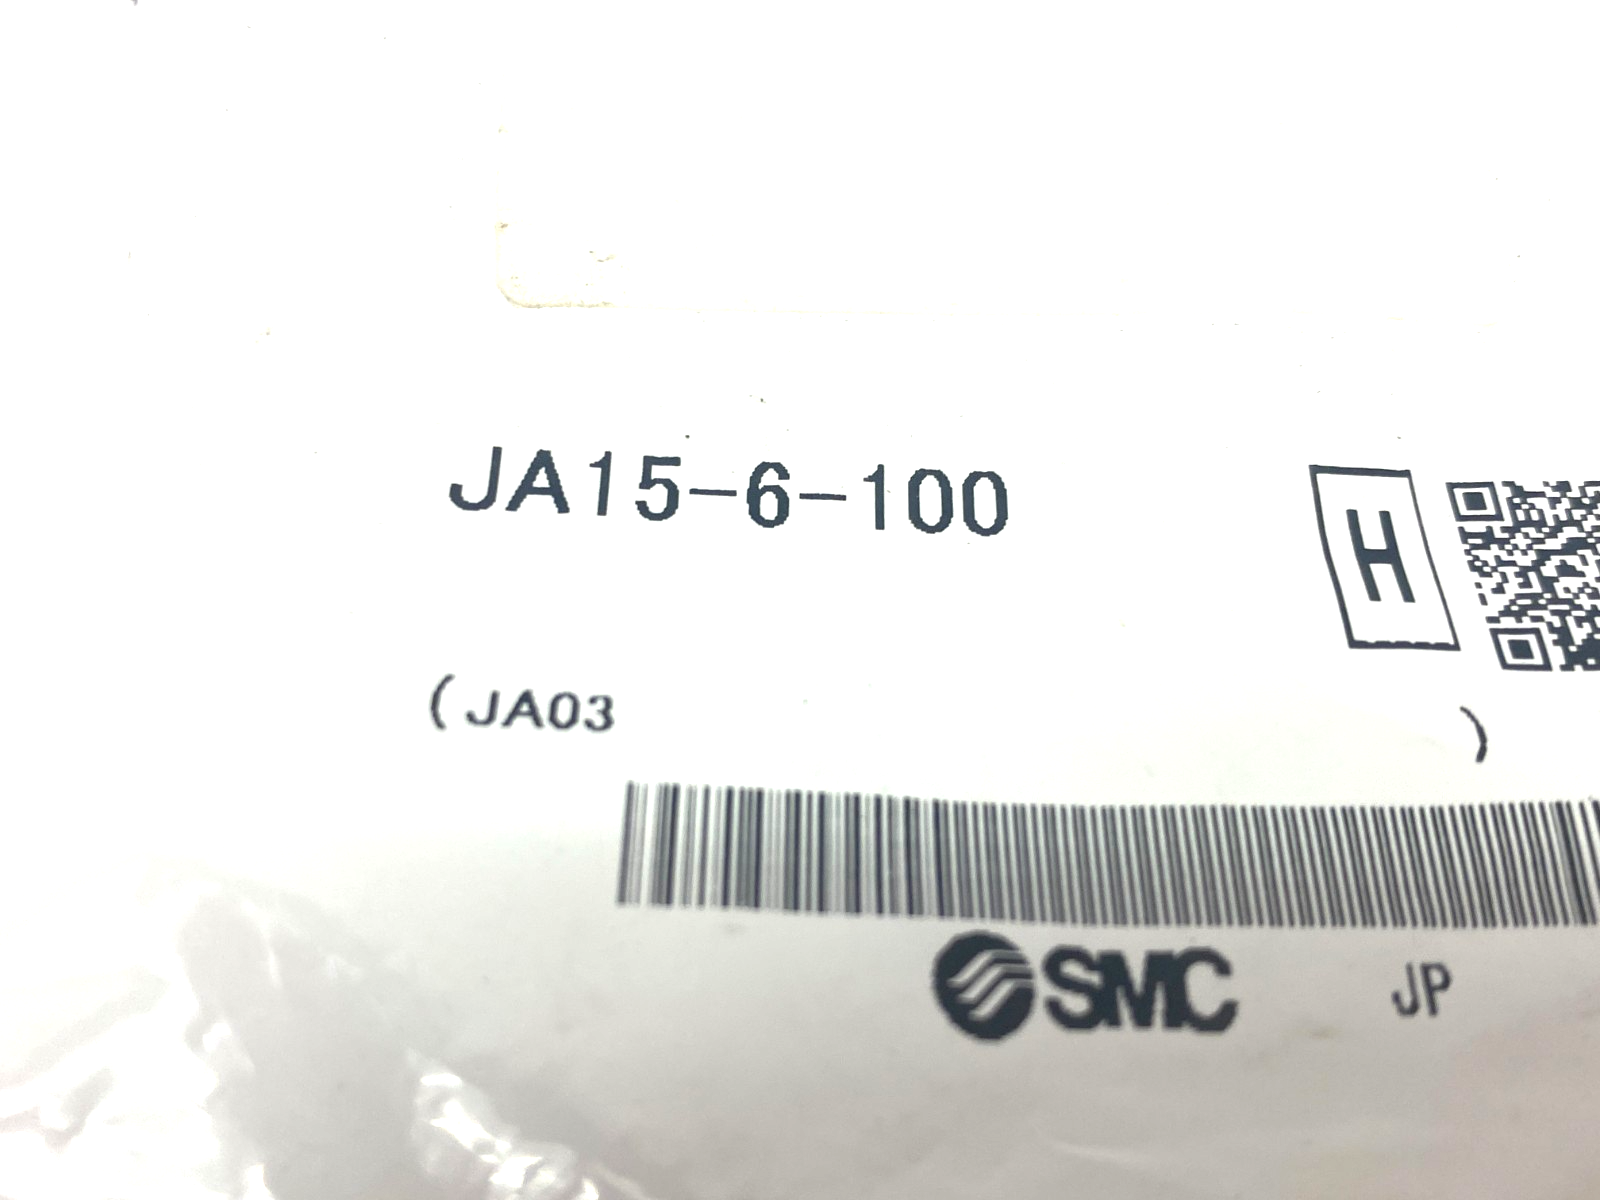 JA15-6-100
H
(JA03 )
SMC JP